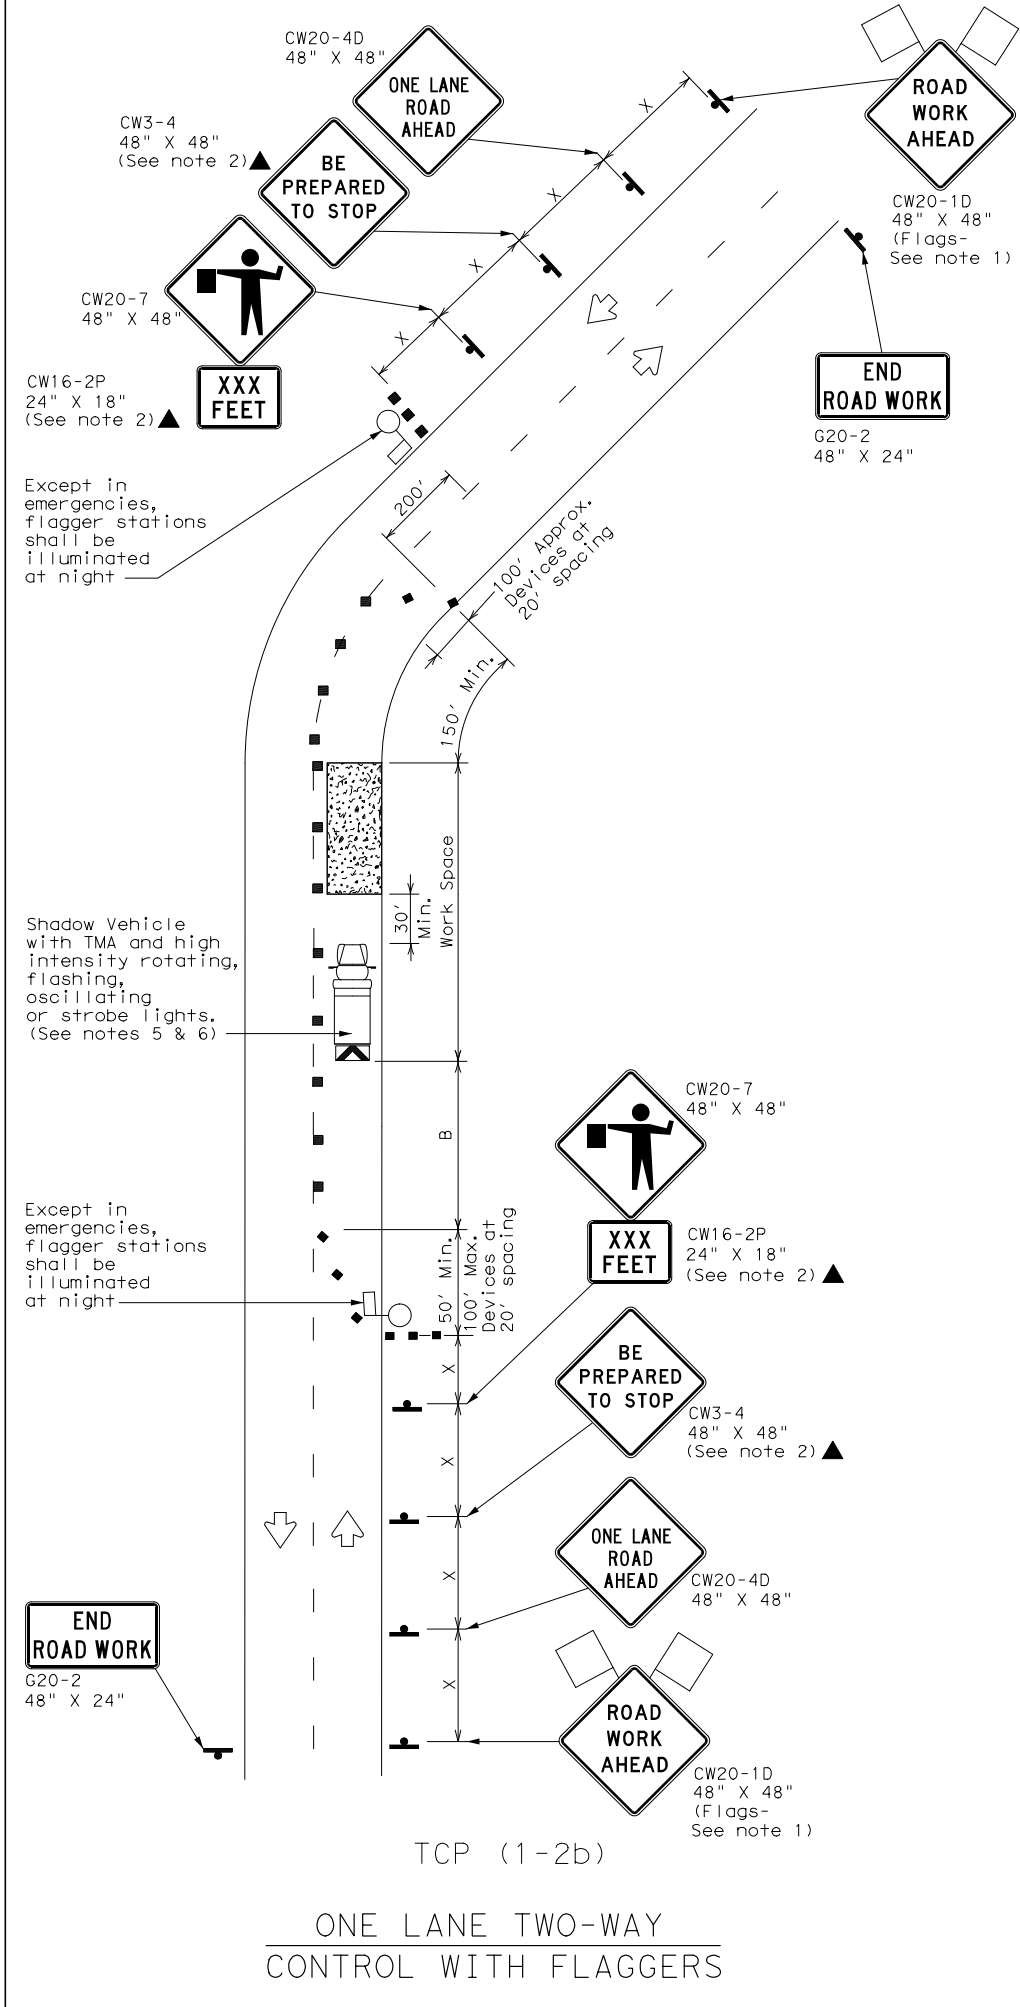 CW20-4D
48" X 48"
ONE LANE
ROAD
AHEAD
ROAD
WORK
AHEAD
CW20-1D
48" X 48"
(Flags-
See note 1)
CW3-4
48" X 48"
(See note 2)
BE
PREPARED
TO STOP
CW20-7
48" X 48"
CW16-2P
24" X 18"
(See note 2)
XXX
FEET
X
X
X
X
END
ROAD WORK
G20-2
48" X 24"
Except in
emergencies,
flagger stations
shall be
illuminated
at night
200'
100' Approx.
Devices at
20' spacing
150' Min.
Work Space
30'
Min.
Shadow Vehicle
with TMA and high
intensity rotating,
flashing,
oscillating
or strobe lights.
(See notes 5 & 6)
B
CW20-7
48" X 48"
XXX
FEET
CW16-2P
24" X 18"
(See note 2)
Except in
emergencies,
flagger stations
shall be
illuminated
at night
50' Min.
100' Max.
Devices at
20' spacing
X
X
X
X
BE
PREPARED
TO STOP
CW3-4
48" X 48"
(See note 2)
ONE LANE
ROAD
AHEAD
CW20-4D
48" X 48"
END
ROAD WORK
G20-2
48" X 24"
ROAD
WORK
AHEAD
CW20-1D
48" X 48"
(Flags-
See note 1)
TCP (1-2b)
ONE LANE TWO-WAY
CONTROL WITH FLAGGERS